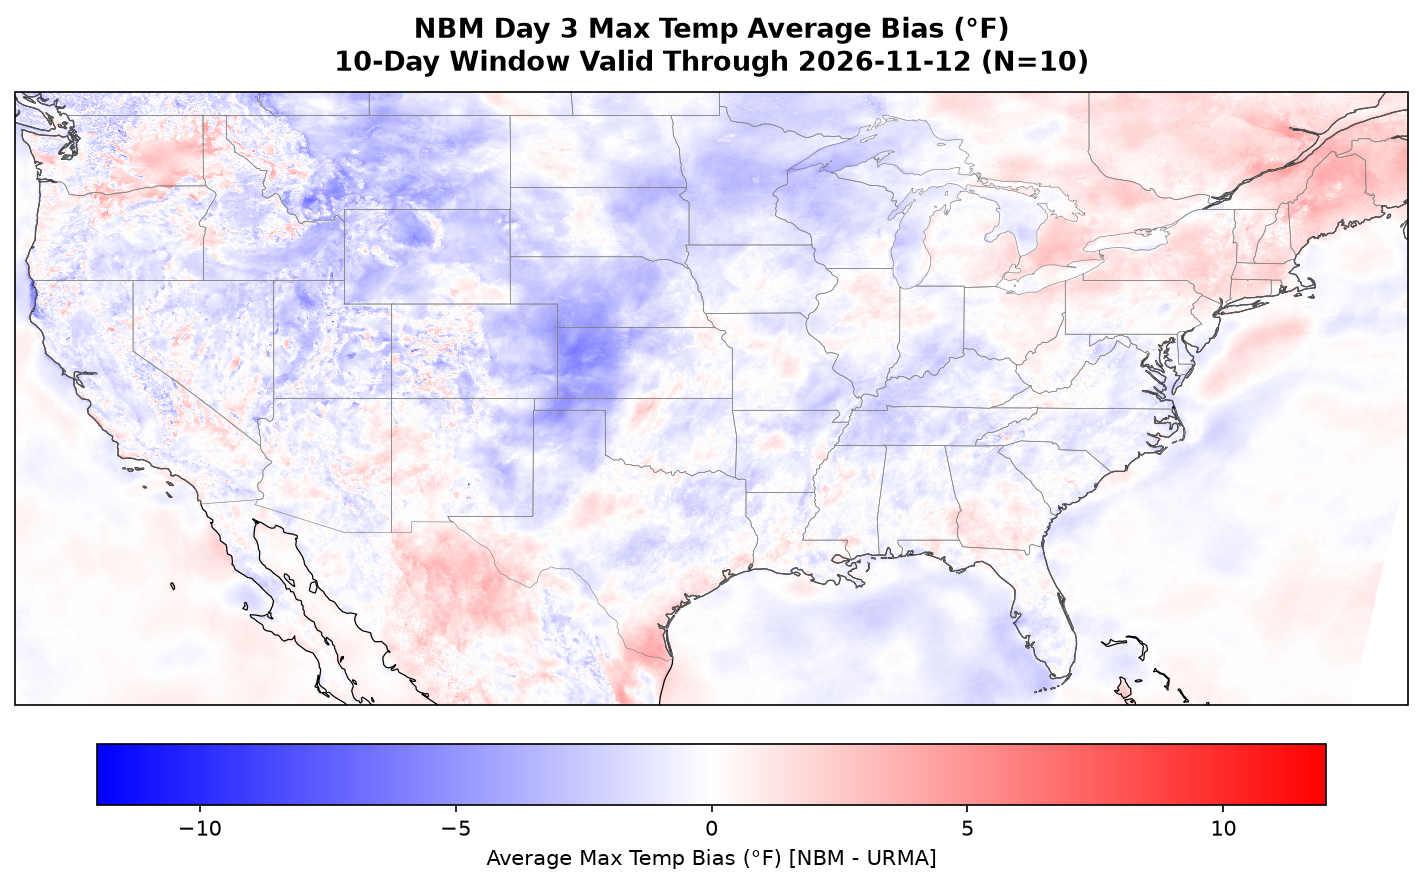 NBM Day 3 Max Temp Average Bias (°F)
10-Day Window Valid Through 2026-11-12 (N=10)
−10 −5 0 5 10
Average Max Temp Bias (°F) [NBM - URMA]